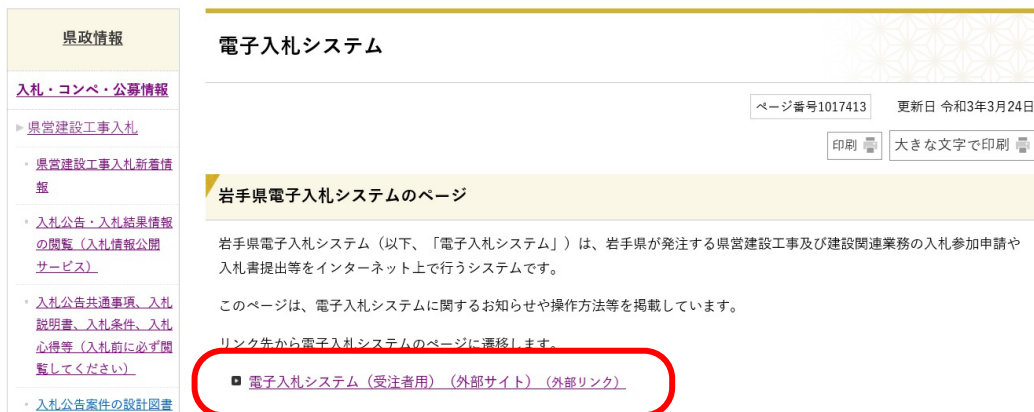 県政情報
入札・コンペ・公募情報
県営建設工事入札
県営建設工事入札新着情
報
入札公告・入札結果情報
の閲覧（入札情報公開
サービス）
入札公告共通事項、入札
説明書、入札条件、入札
心得等（入札前に必ず閲
覧してください）
入札公告案件の設計図書
電子入札システム
ページ番号1017413
更新日 令和3年3月24日
印刷
大きな文字で印刷
岩手県電子入札システムのページ
岩手県電子入札システム（以下、「電子入札システム」）は、岩手県が発注する県営建設工事及び建設関連業務の入札参加申請や
入札書提出等をインターネット上で行うシステムです。
このページは、電子入札システムに関するお知らせや操作方法等を掲載しています。
リンク先から電子入札システムのページに遷移します。
電子入札システム（受注者用）（外部サイト）（外部リンク）